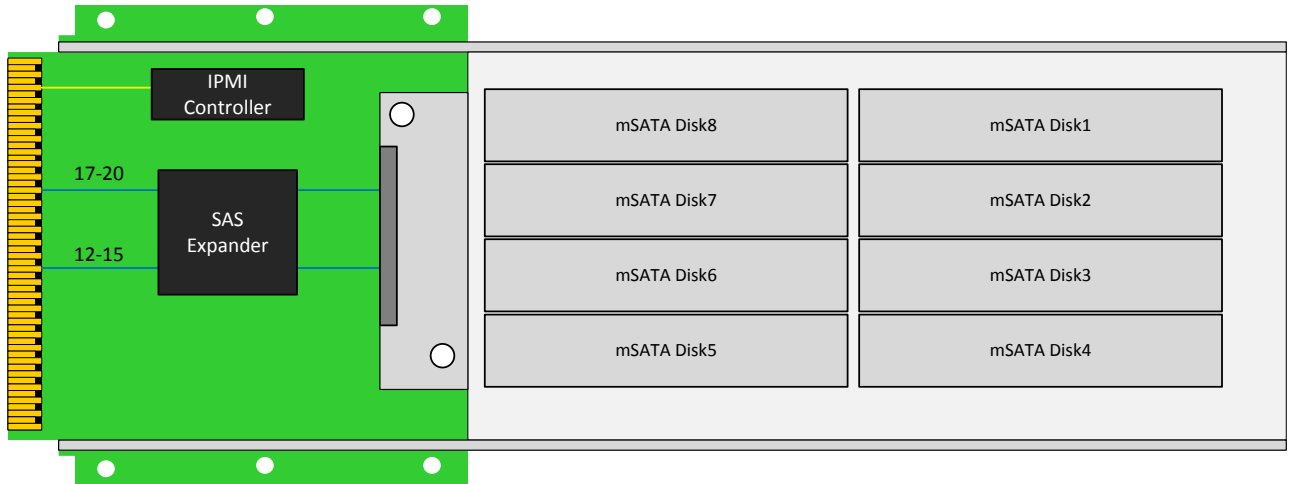 IPMI
Controller
17-20
SAS
Expander
12-15
mSATA Disk8
mSATA Disk1
mSATA Disk7
mSATA Disk2
mSATA Disk6
mSATA Disk3
mSATA Disk5
mSATA Disk4